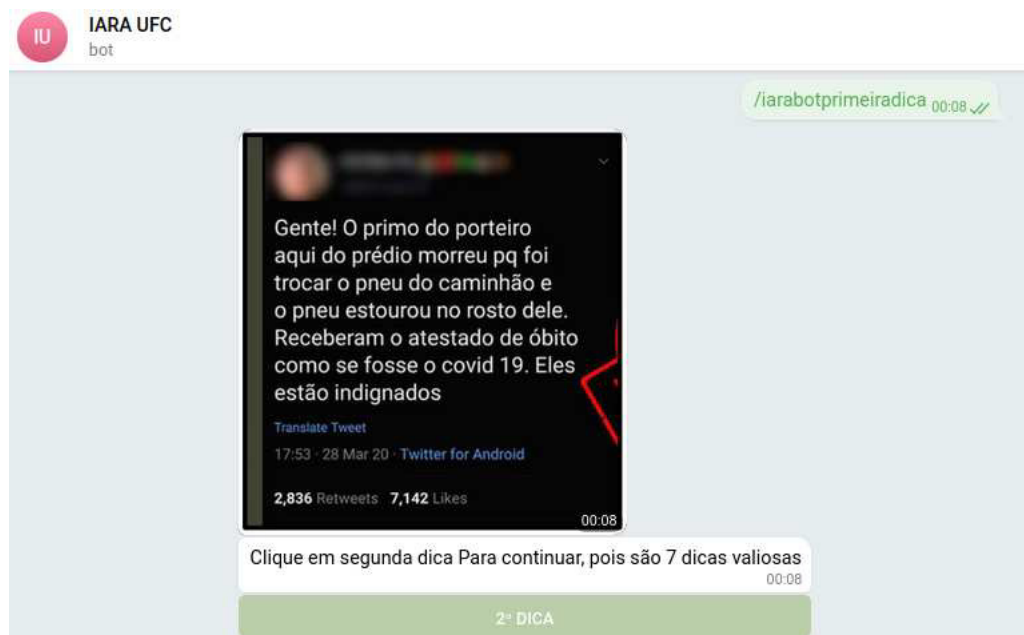 IU
IARA UFC
bot
/iarabotprimeiradica 00:08
Gente! O primo do porteiro
aqui do prédio morreu pq foi
trocar o pneu do caminhão e
o pneu estourou no rosto dele.
Receberam o atestado de óbito
como se fosse o covid 19. Eles
estão indignados
Translate Tweet
17:53 · 28 Mar 20 · Twitter for Android
2,836 Retweets 7,142 Likes
00:08
Clique em segunda dica Para continuar, pois são 7 dicas valiosas
00:08
2ª DICA